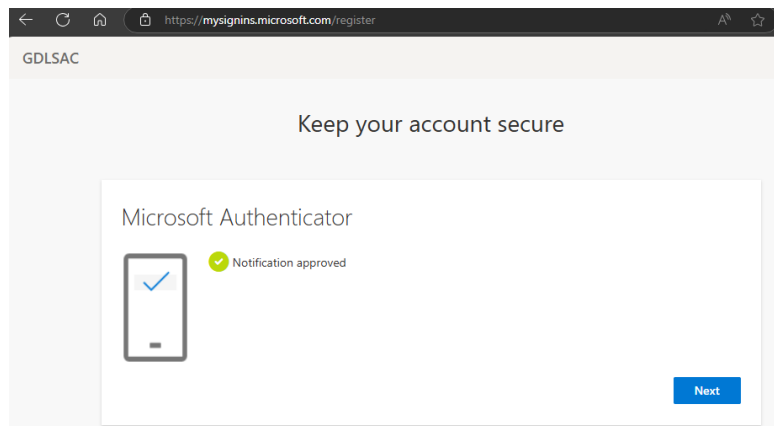 https://mysignins.microsoft.com/register
GDLSAC
Keep your account secure
Microsoft Authenticator
Notification approved
Next